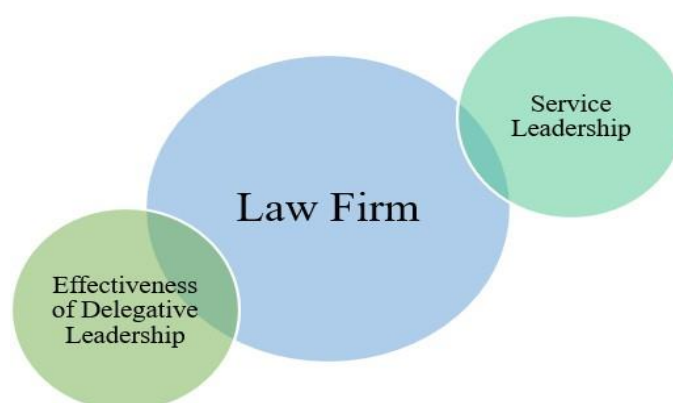 Service
Leadership
Law Firm
Effectiveness
of Delegative
Leadership